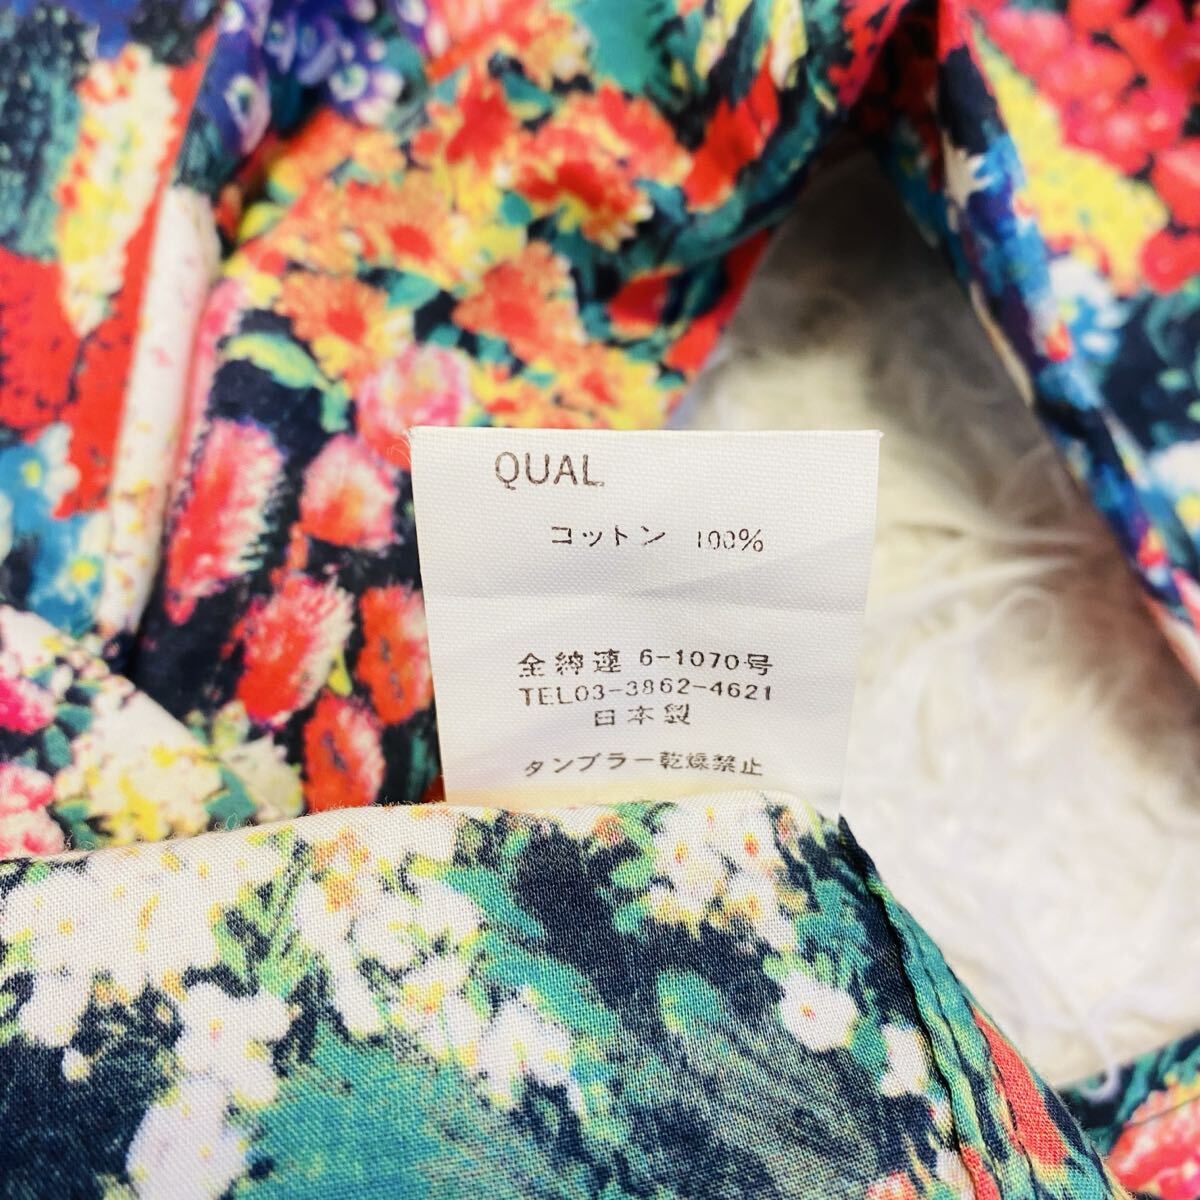 QUAL
コットン 100%
全紳連 6-1070号
TEL03-3862-4621
日本製
タンブラー乾燥禁止